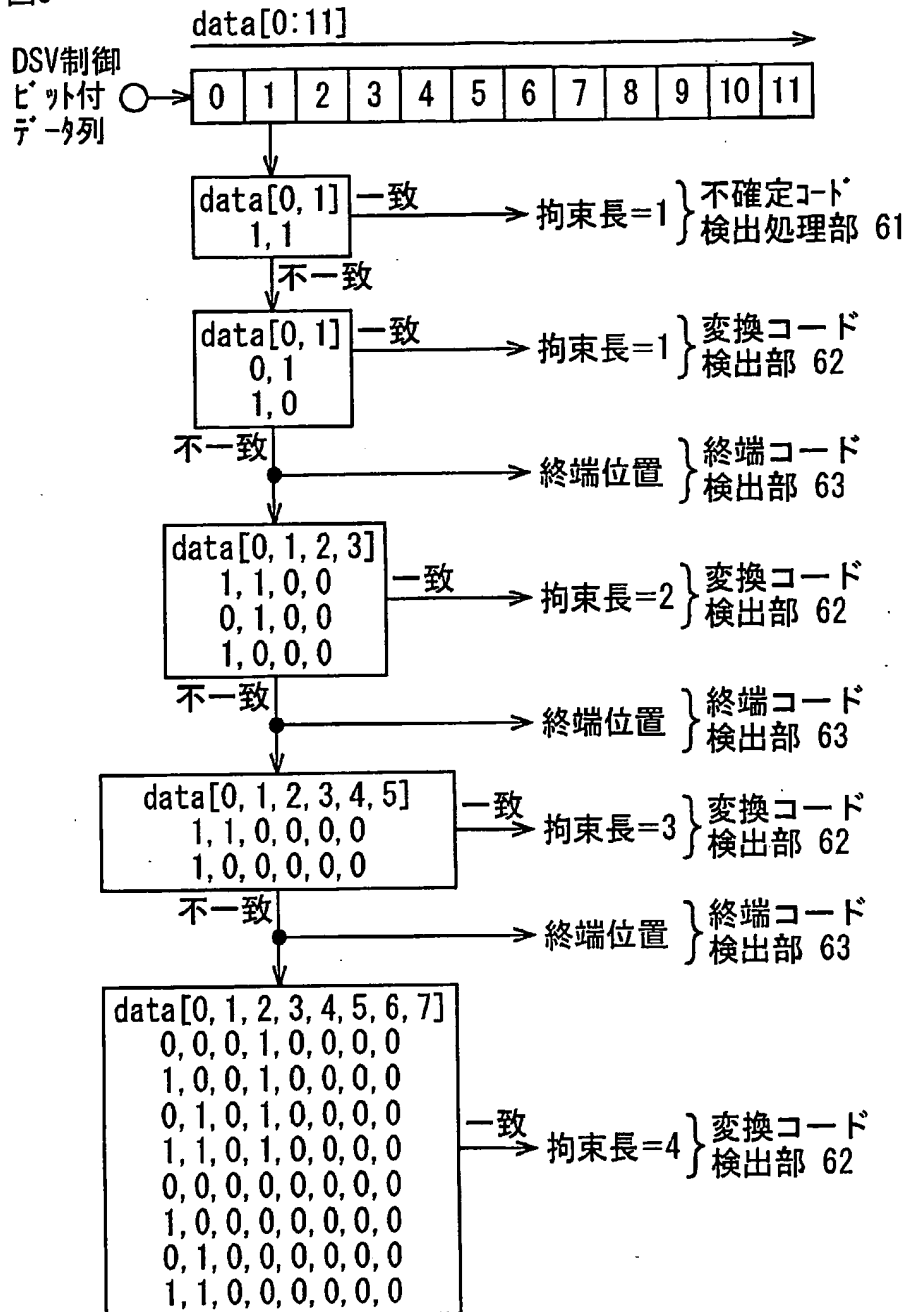 data[0:11]
DSV制御
ビット付
データ列
0 1 2 3 4 5 6 7 8 9 10 11
data[0,1]
1,1
一致
拘束長=1
不確定コード
検出処理部 61
不一致
data[0,1]
0,1
1,0
一致
拘束長=1
変換コード
検出部 62
不一致
終端位置
終端コード
検出部 63
data[0,1,2,3]
1,1,0,0
0,1,0,0
1,0,0,0
一致
拘束長=2
変換コード
検出部 62
不一致
終端位置
終端コード
検出部 63
data[0,1,2,3,4,5]
1,1,0,0,0,0
1,0,0,0,0,0
一致
拘束長=3
変換コード
検出部 62
不一致
終端位置
終端コード
検出部 63
data[0,1,2,3,4,5,6,7]
0,0,0,1,0,0,0,0
1,0,0,1,0,0,0,0
0,1,0,1,0,0,0,0
1,1,0,1,0,0,0,0
0,0,0,0,0,0,0,0
1,0,0,0,0,0,0,0
0,1,0,0,0,0,0,0
1,1,0,0,0,0,0,0
一致
拘束長=4
変換コード
検出部 62